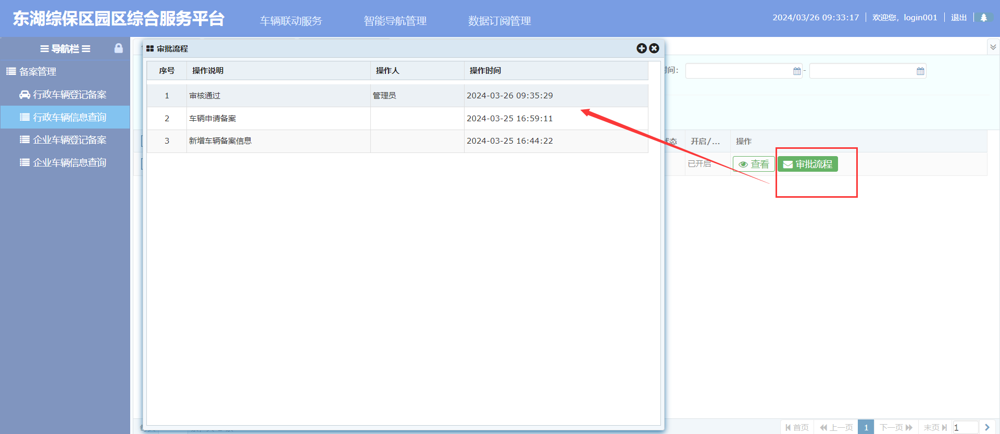 东湖综保区园区综合服务平台 车辆联动服务 智能导航管理 数据订阅管理 2024/03/26 09:33:17 欢迎您，login001 退出
导航栏
备案管理
行政车辆登记备案
行政车辆信息查询
企业车辆登记备案
企业车辆信息查询
审批流程
序号 操作说明 操作人 操作时间
1 审核通过 管理员 2024-03-26 09:35:29
2 车辆申请备案 2024-03-25 16:59:11
3 新增车辆备案信息 2024-03-25 16:44:22
时间： -
状态 开启/... 操作
已开启 查看 审批流程
首页 上一页 1 下一页 末页 1